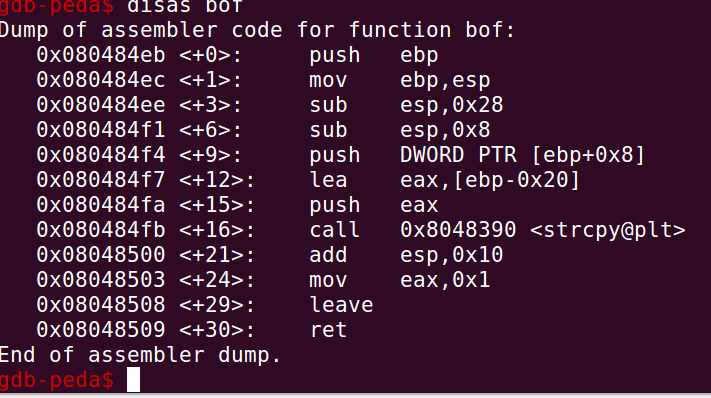 gdb-peda$ disas bof
Dump of assembler code for function bof:
   0x080484eb <+0>:     push   ebp
   0x080484ec <+1>:     mov    ebp,esp
   0x080484ee <+3>:     sub    esp,0x28
   0x080484f1 <+6>:     sub    esp,0x8
   0x080484f4 <+9>:     push   DWORD PTR [ebp+0x8]
   0x080484f7 <+12>:    lea    eax,[ebp-0x20]
   0x080484fa <+15>:    push   eax
   0x080484fb <+16>:    call   0x8048390 <strcpy@plt>
   0x08048500 <+21>:    add    esp,0x10
   0x08048503 <+24>:    mov    eax,0x1
   0x08048508 <+29>:    leave
   0x08048509 <+30>:    ret
End of assembler dump.
gdb-peda$